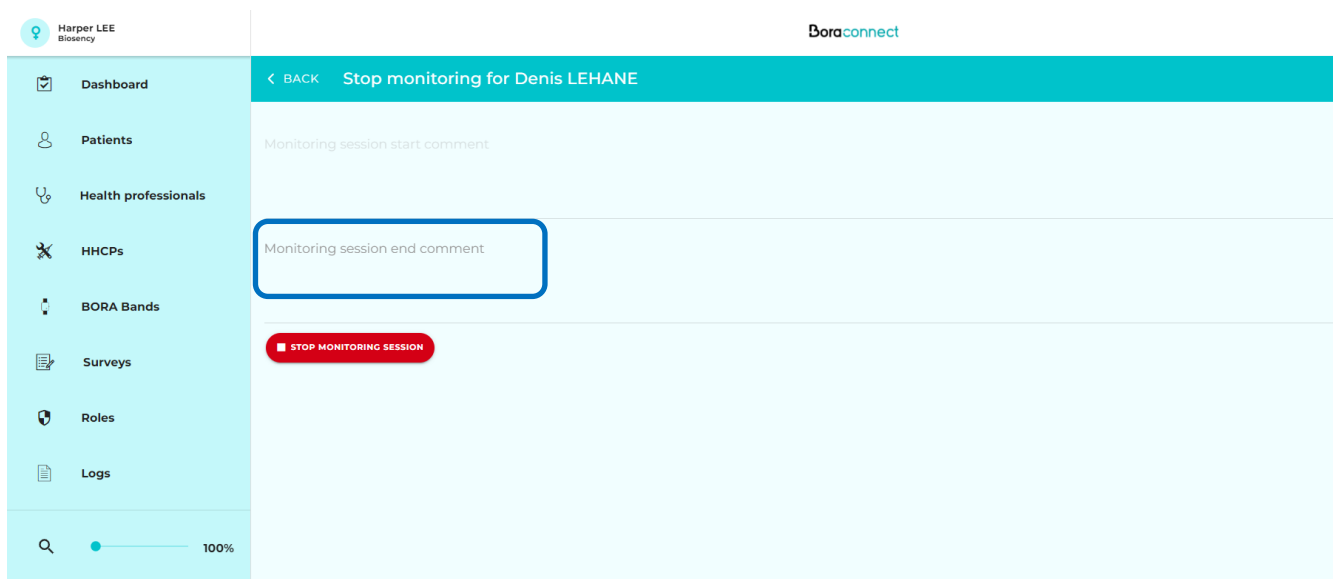 Harper LEE
Biosency
Boraconnect
Dashboard
Patients
Health professionals
HHCPs
BORA Bands
Surveys
Roles
Logs
100%
BACK Stop monitoring for Denis LEHANE
Monitoring session start comment
Monitoring session end comment
STOP MONITORING SESSION